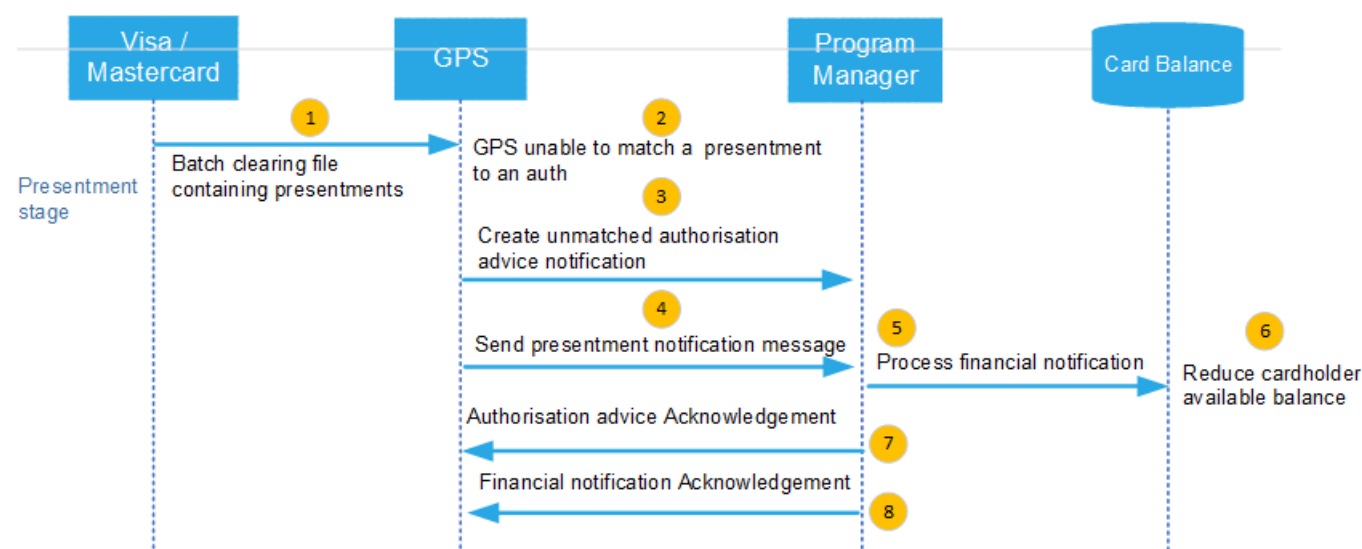 Visa /
Mastercard
GPS
Program
Manager
Card Balance
1
2
Batch clearing file
containing presentments
GPS unable to match a presentment
to an auth
Presentment
stage
3
Create unmatched authorisation
advice notification
4
Send presentment notification message
5
Process financial notification
6
Reduce cardholder
available balance
Authorisation advice Acknowledgement
7
Financial notification Acknowledgement
8